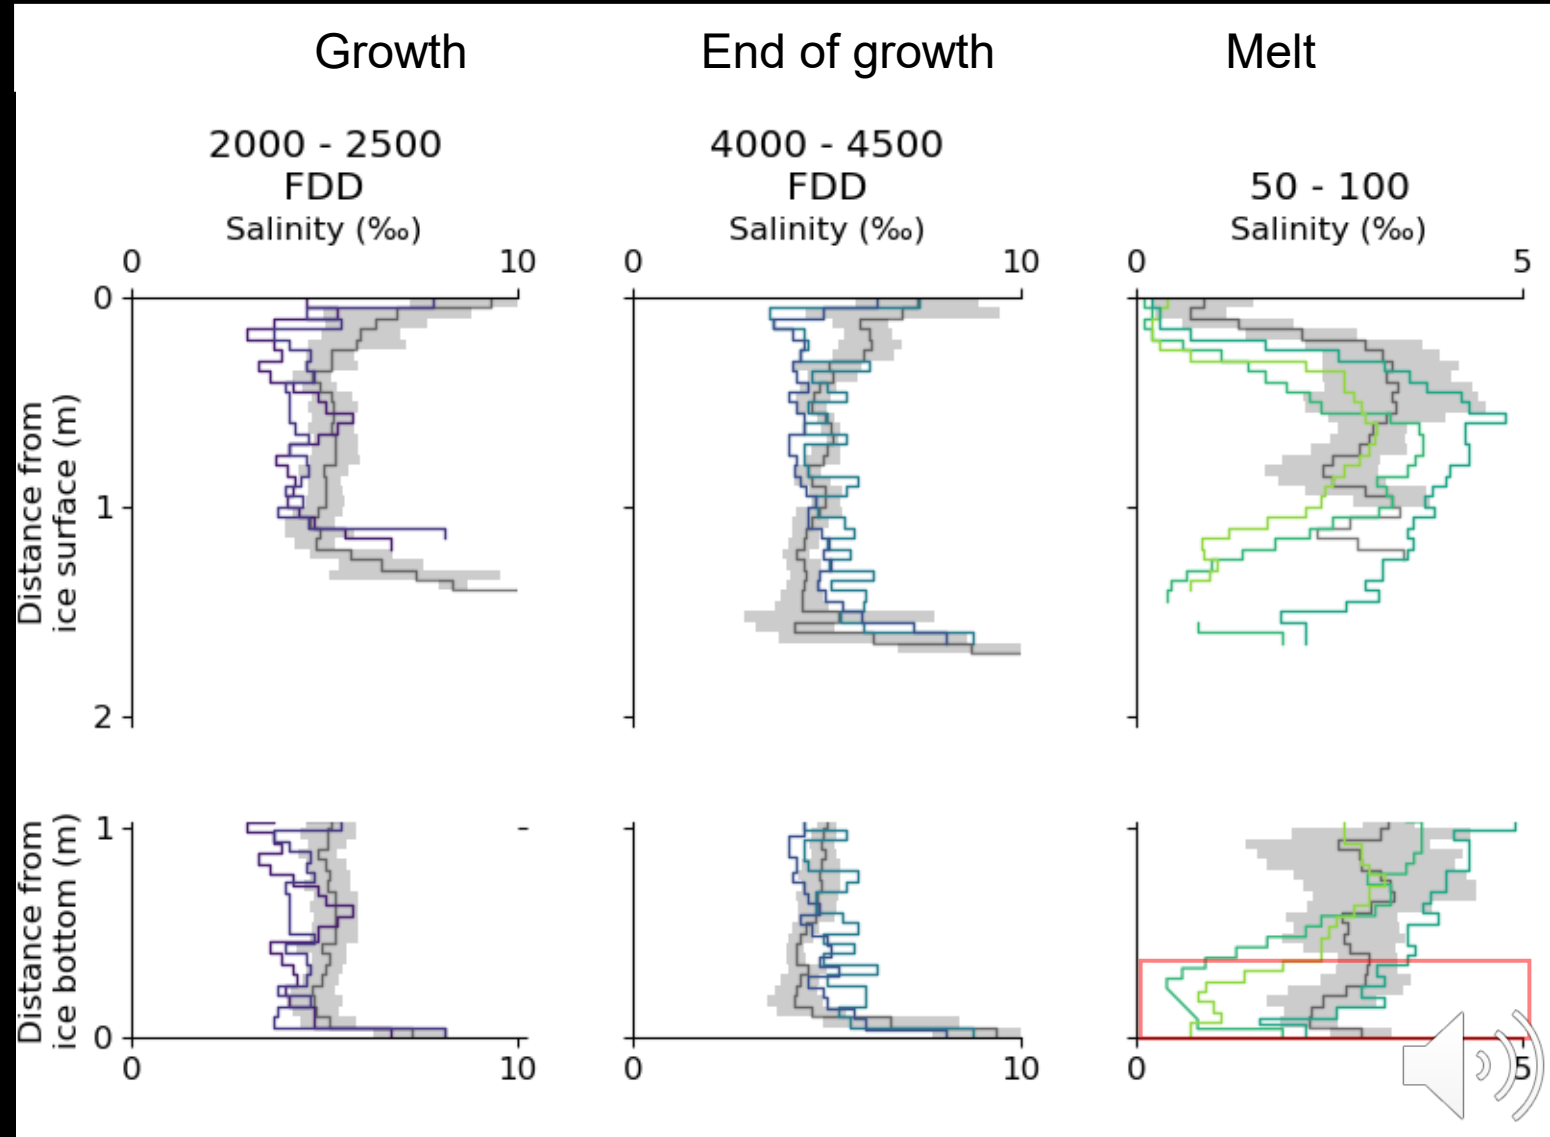 Growth End of growth Melt
2000 - 2500 4000 - 4500
FDD FDD 50 - 100
Salinity (‰) Salinity (‰) Salinity (‰)
0 10 0 10 0 5
0
1
2
Distance from
ice surface (m)
1
0
Distance from
ice bottom (m)
0 10 0 10 0 5